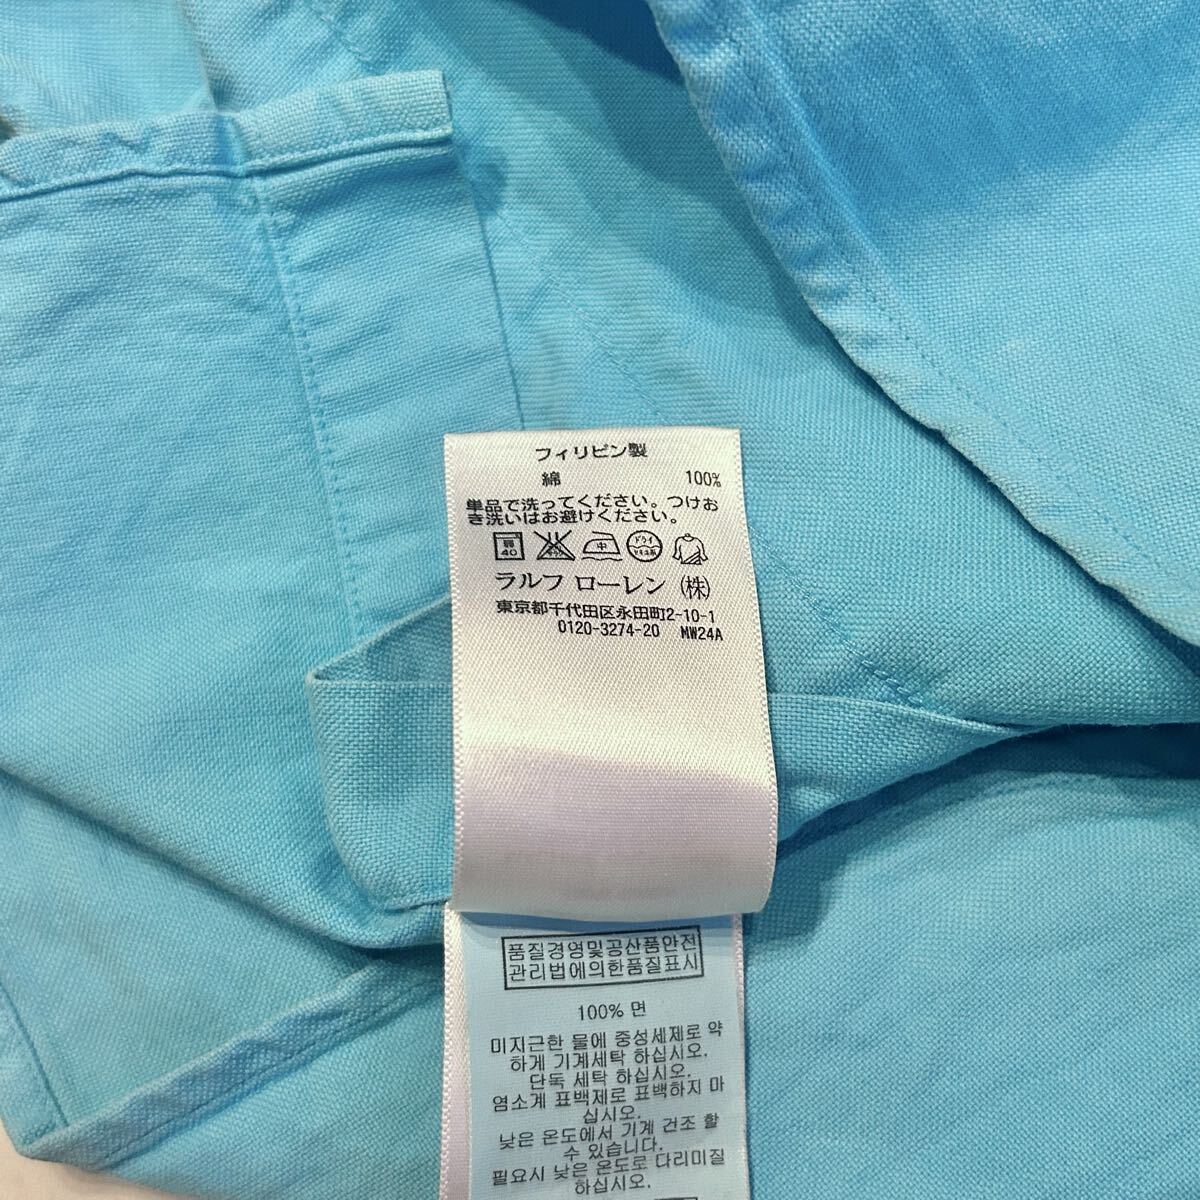 フィリピン製
綿 100%
単品で洗ってください。つけお
き洗いはお避けください。
弱 40 中 ドライ
ラルフ ローレン (株)
東京都千代田区永田町2-10-1
0120-3274-20 MW24A
품질경영및공산품안전
관리법에의한품질표시
100% 면
미지근한 물에 중성세제로 약
하게 기계세탁 하십시오.
단독 세탁 하십시오.
염소계 표백제로 표백하지 마
십시오.
낮은 온도에서 기계 건조 할
수 있습니다.
필요시 낮은 온도로 다리미질
하십시오.